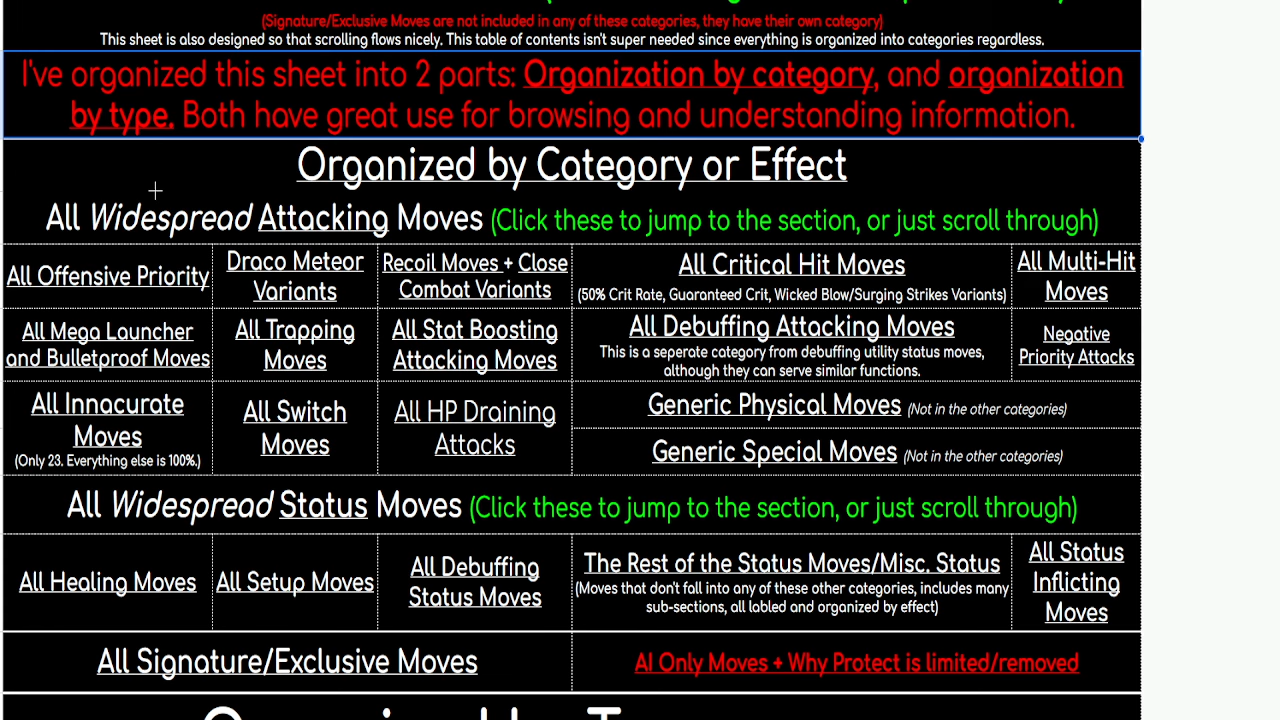 (Signature/Exclusive Moves are not included in any of these categories, they have their own category)
This sheet is also designed so that scrolling flows nicely. This table of contents isn't super needed since everything is organized into categories regardless.
I've organized this sheet into 2 parts: Organization by category, and organization
by type. Both have great use for browsing and understanding information.
Organized by Category or Effect
All Widespread Attacking Moves (Click these to jump to the section, or just scroll through)
All Offensive Priority
Draco Meteor
Variants
Recoil Moves + Close
Combat Variants
All Critical Hit Moves
(50% Crit Rate, Guaranteed Crit, Wicked Blow/Surging Strikes Variants)
All Multi-Hit
Moves
All Mega Launcher
and Bulletproof Moves
All Trapping
Moves
All Stat Boosting
Attacking Moves
All Debuffing Attacking Moves
This is a seperate category from debuffing utility status moves,
although they can serve similar functions.
Negative
Priority Attacks
All Innacurate
Moves
(Only 23. Everything else is 100%.)
All Switch
Moves
All HP Draining
Attacks
Generic Physical Moves (Not in the other categories)
Generic Special Moves (Not in the other categories)
All Widespread Status Moves (Click these to jump to the section, or just scroll through)
All Healing Moves
All Setup Moves
All Debuffing
Status Moves
The Rest of the Status Moves/Misc. Status
(Moves that don't fall into any of these other categories, includes many
sub-sections, all labled and organized by effect)
All Status
Inflicting
Moves
All Signature/Exclusive Moves
AI Only Moves + Why Protect is limited/removed